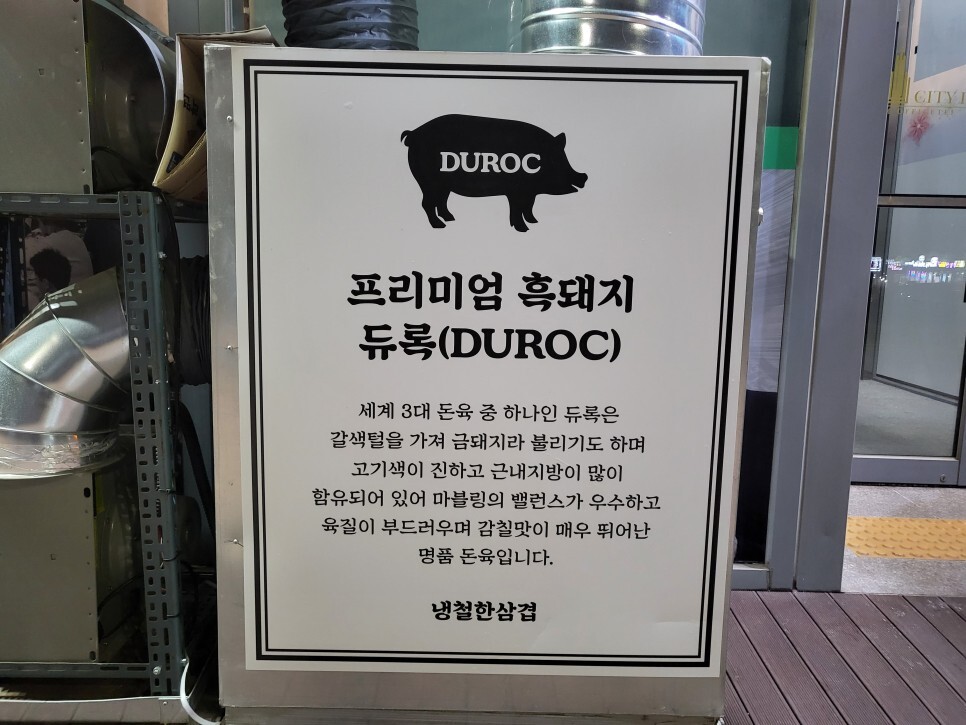 DUROC
프리미엄 흑돼지
듀록(DUROC)
세계 3대 돈육 중 하나인 듀록은
갈색털을 가져 금돼지라 불리기도 하며
고기색이 진하고 근내지방이 많이
함유되어 있어 마블링의 밸런스가 우수하고
육질이 부드러우며 감칠맛이 매우 뛰어난
명품 돈육입니다.
냉철한삼겹
CITY